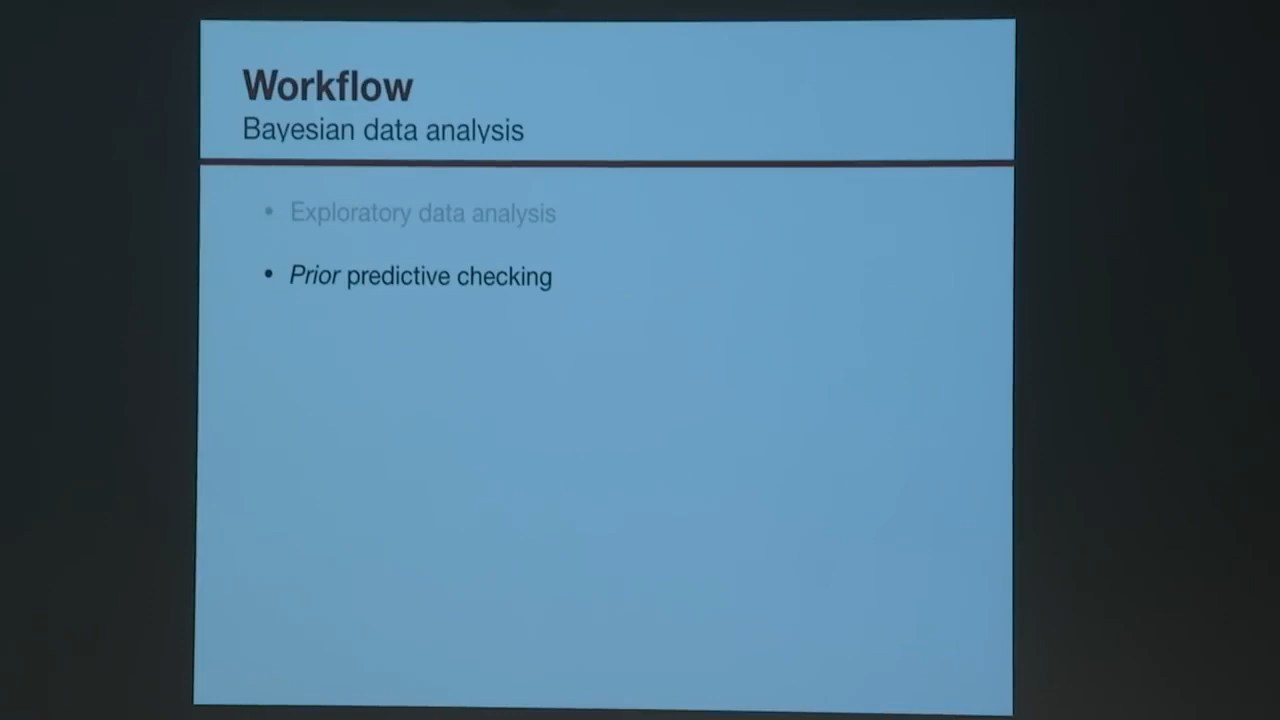 Workflow
Bayesian data analysis
• Exploratory data analysis
• Prior predictive checking